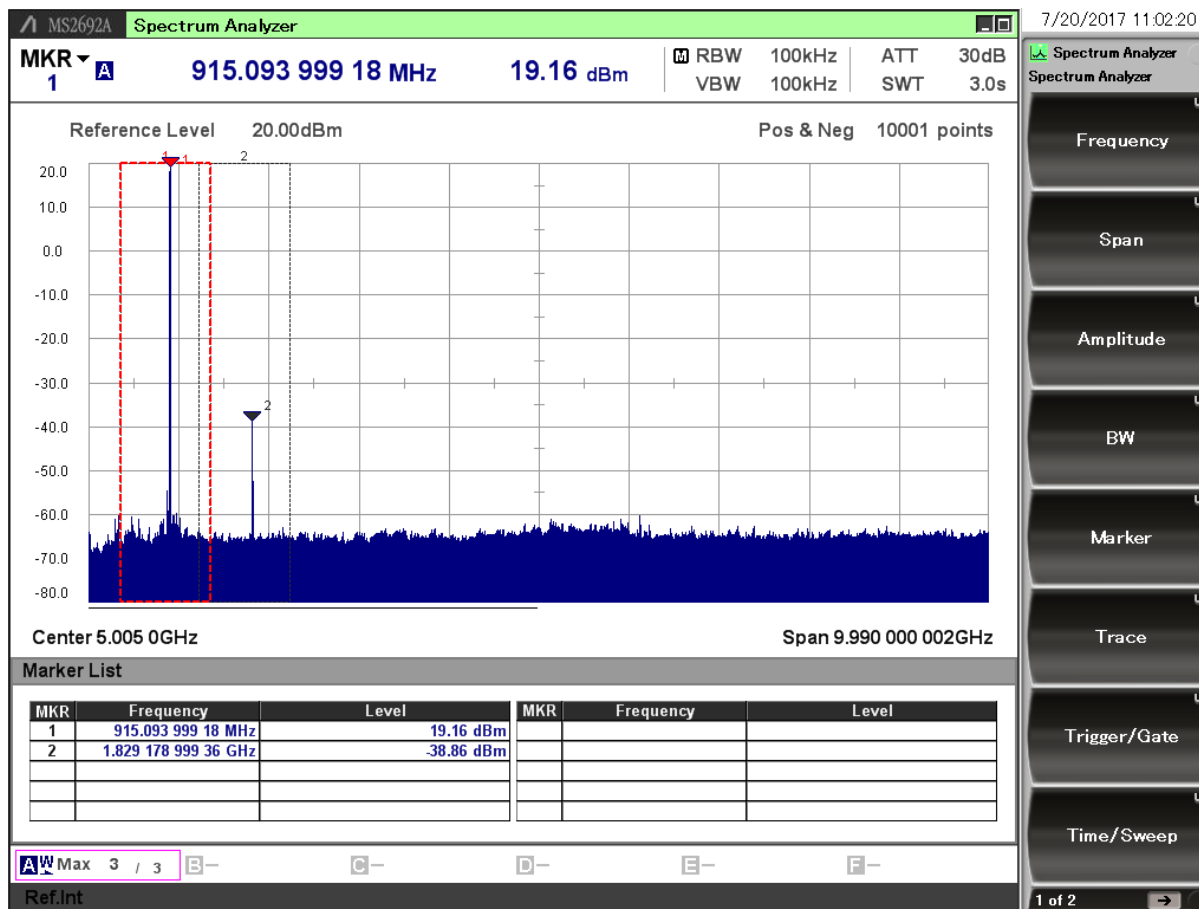 MS2692A Spectrum Analyzer
7/20/2017 11:02:20
MKR 1 A 915.093 999 18 MHz 19.16 dBm
M RBW 100kHz ATT 30dB
VBW 100kHz SWT 3.0s
Reference Level 20.00dBm Pos & Neg 10001 points
1 1 2
20.0
10.0
0.0
-10.0
-20.0
-30.0
2
-40.0
-50.0
-60.0
-70.0
-80.0
Center 5.005 0GHz Span 9.990 000 002GHz
Marker List
MKR Frequency Level MKR Frequency Level
1 915.093 999 18 MHz 19.16 dBm
2 1.829 178 999 36 GHz -38.86 dBm
A W Max 3 / 3 B- C- D- E- F-
Ref.Int
Spectrum Analyzer
Spectrum Analyzer
Frequency
Span
Amplitude
BW
Marker
Trace
Trigger/Gate
Time/Sweep
1 of 2